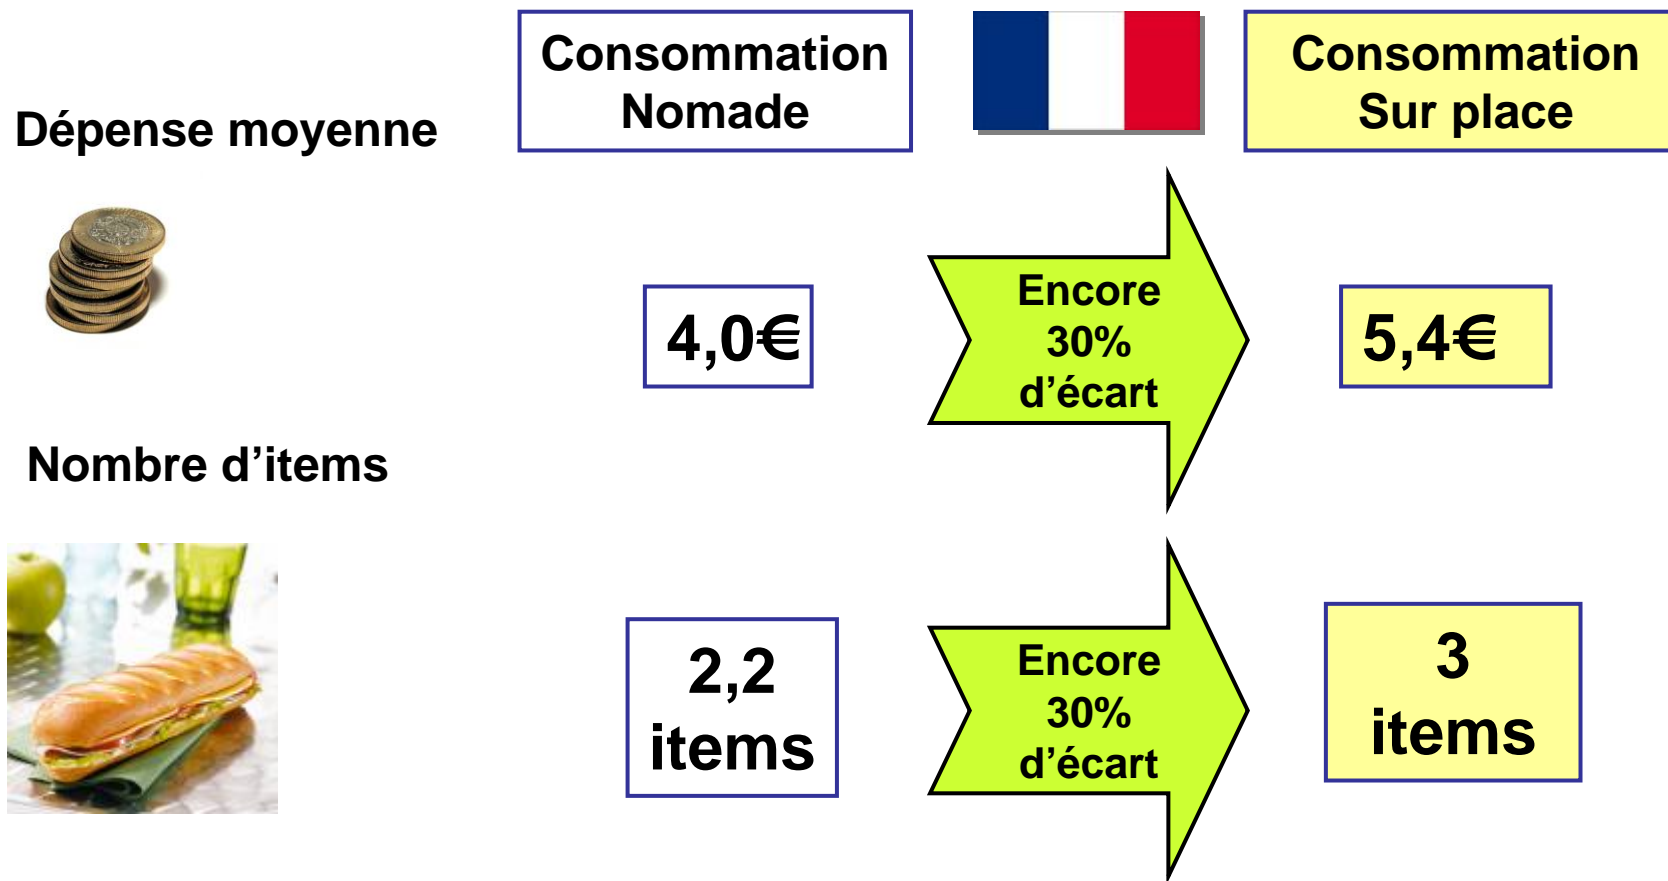 Consommation
Nomade
Consommation
Sur place
Dépense moyenne
4,0€
Encore
30%
d’écart
5,4€
Nombre d’items
2,2
items
Encore
30%
d’écart
3
items